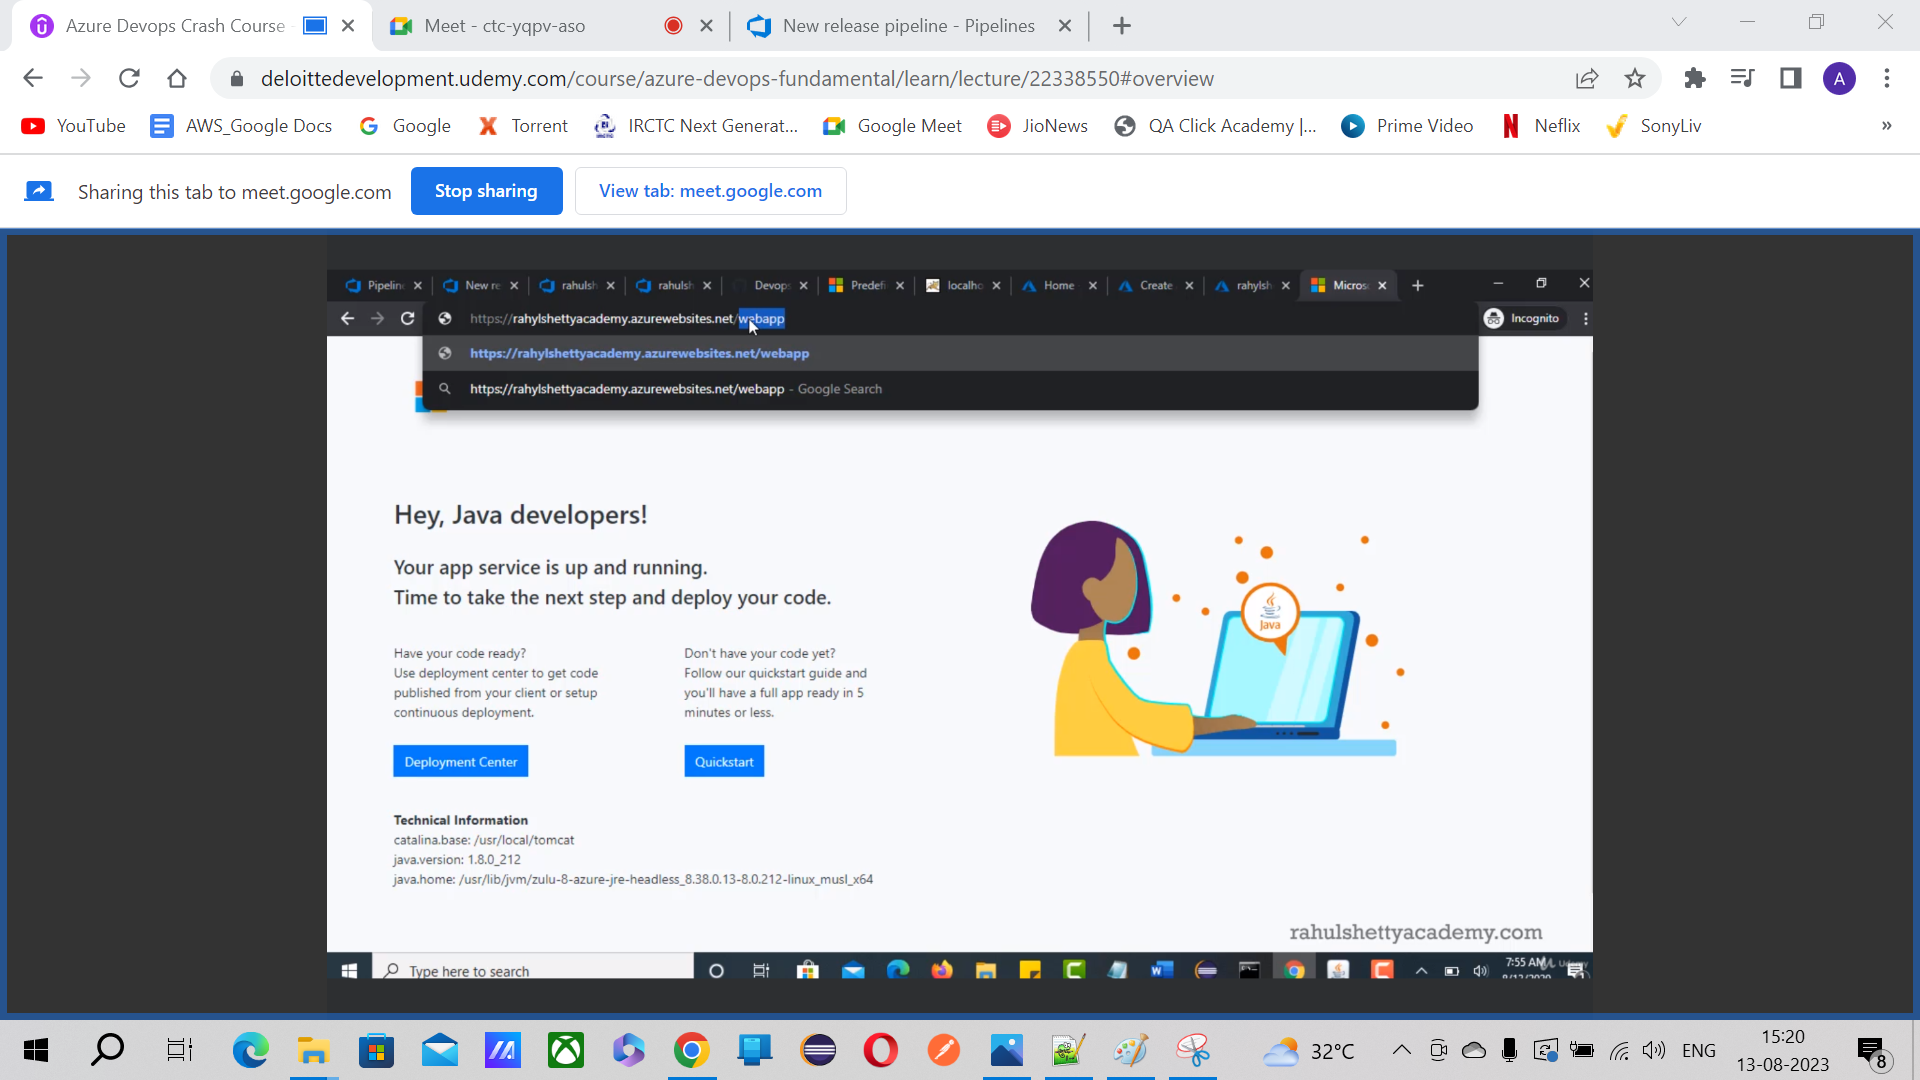 Azure Devops Crash Course
Meet - ctc-yqpv-aso
New release pipeline - Pipelines
deloittedevelopment.udemy.com/course/azure-devops-fundamental/learn/lecture/22338550#overview
A
YouTube
AWS_Google Docs
Google
Torrent
IRCTC Next Generat...
Google Meet
JioNews
QA Click Academy |...
Prime Video
Neflix
SonyLiv
»
Sharing this tab to meet.google.com
Stop sharing
View tab: meet.google.com
Pipelin
New re
rahulsh
rahulsh
Devops
Predefi
localho
Home
Create
rahylsh
Micros
https://rahylshettyacademy.azurewebsites.net/webapp
Incognito
https://rahylshettyacademy.azurewebsites.net/webapp
https://rahylshettyacademy.azurewebsites.net/webapp - Google Search
Hey, Java developers!
Your app service is up and running.
Time to take the next step and deploy your code.
Have your code ready?
Use deployment center to get code
published from your client or setup
continuous deployment.
Deployment Center
Don't have your code yet?
Follow our quickstart guide and
you'll have a full app ready in 5
minutes or less.
Quickstart
Java
Technical Information
catalina.base: /usr/local/tomcat
java.version: 1.8.0_212
java.home: /usr/lib/jvm/zulu-8-azure-jre-headless_8.38.0.13-8.0.212-linux_musl_x64
rahulshettyacademy.com
Type here to search
7:55 AM
32°C
ENG
15:20
13-08-2023
8